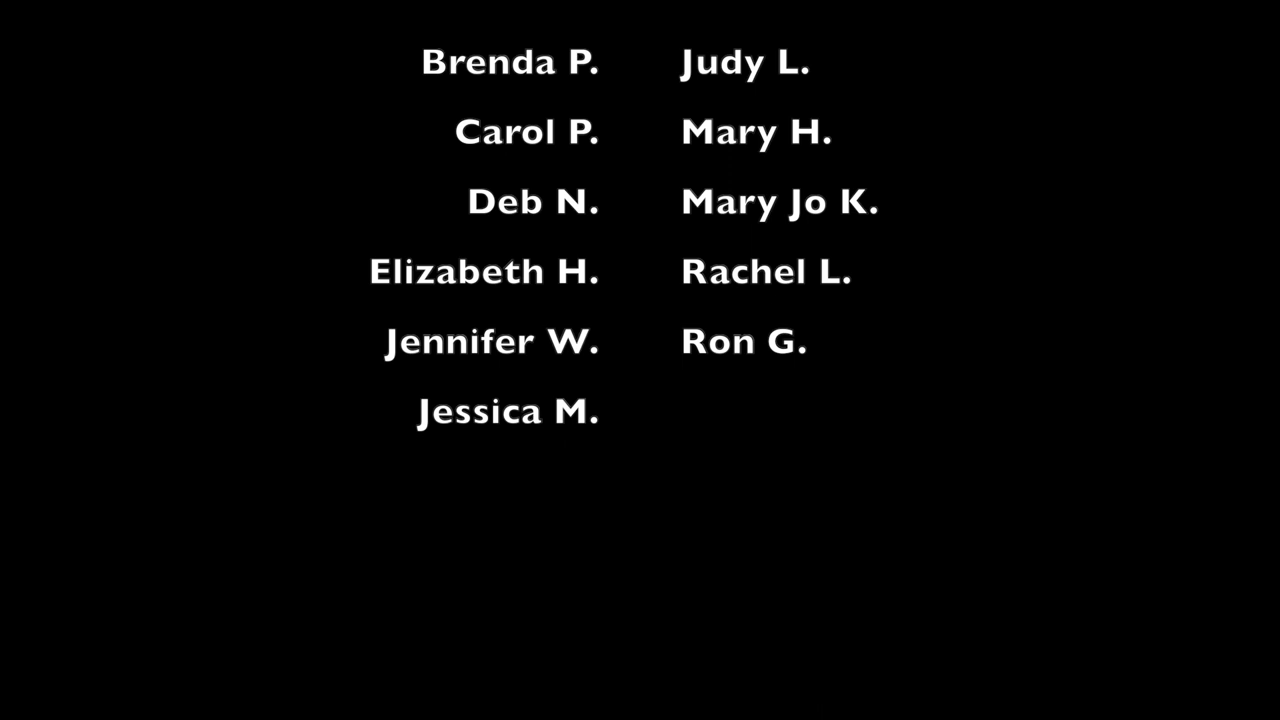 Brenda P.
Carol P.
Deb N.
Elizabeth H.
Jennifer W.
Jessica M.
Judy L.
Mary H.
Mary Jo K.
Rachel L.
Ron G.